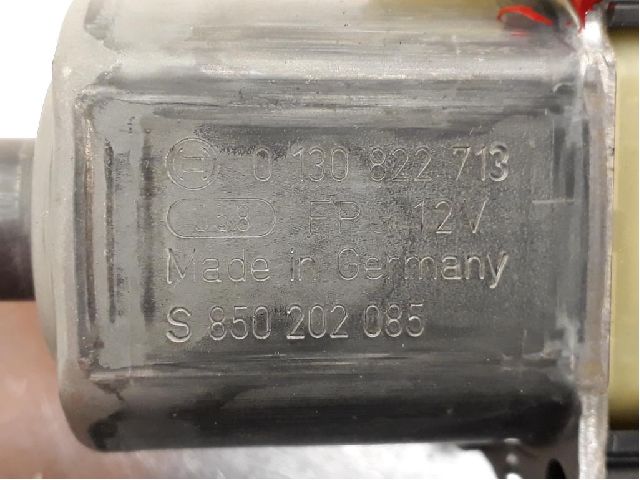 0 130 822 713
FP 12V
Made in Germany
S 850 202 085